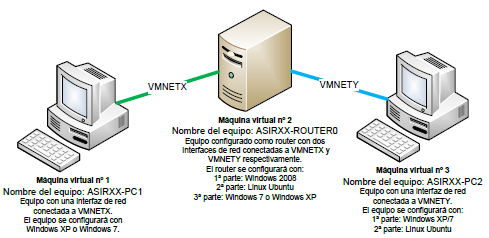 VMNETX
VMNETY
Máquina virtual nº 1
Nombre del equipo: ASIRXX-PC1
Equipo con una interfaz de red
conectada a VMNETX.
El equipo se configurará con
Windows XP o Windows 7.
Máquina virtual nº 2
Nombre del equipo: ASIRXX-ROUTER0
Equipo configurado como router con dos
interfaces de red conectadas a VMNETX y
VMNETY respectivamente.
El router se configurará con:
1ª parte: Windows 2008
2ª parte: Linux Ubuntu
3ª parte: Windows 7 o Windows XP
Máquina virtual nº 3
Nombre del equipo: ASIRXX-PC2
Equipo con una interfaz de red
conectada a VMNETY.
El equipo se configurará con:
1ª parte: Windows XP/7
2ª parte: Linux Ubuntu